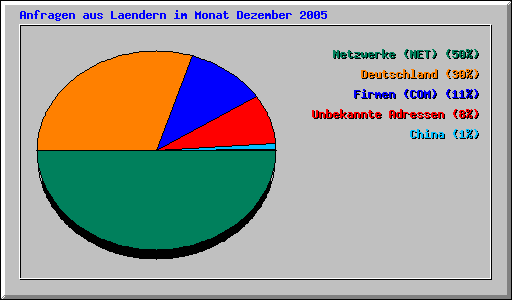 Anfragen aus Laendern im Monat Dezember 2005
Netzwerke (NET) (50%)
Deutschland (30%)
Firmen (COM) (11%)
Unbekannte Adressen (8%)
China (1%)